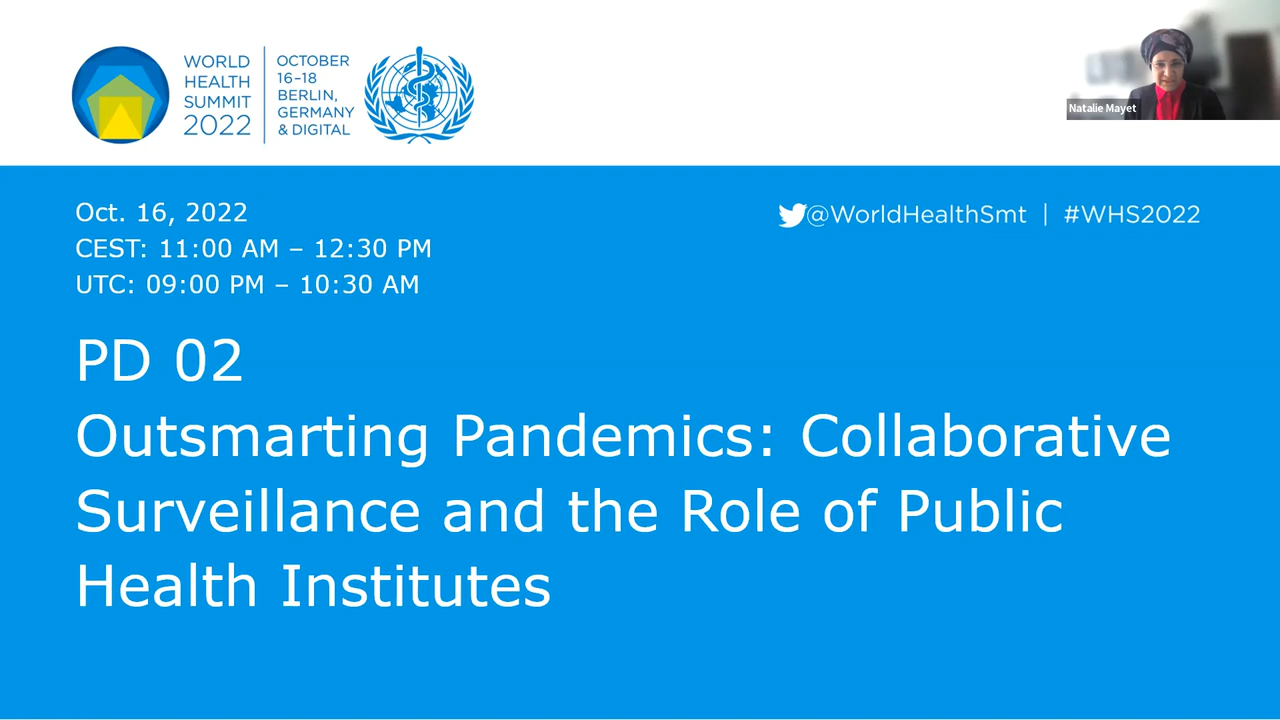 WORLD
HEALTH
SUMMIT
2022
OCTOBER
16–18
BERLIN,
GERMANY
& DIGITAL
Natalie Mayet
Oct. 16, 2022
CEST: 11:00 AM – 12:30 PM
UTC: 09:00 PM – 10:30 AM
@WorldHealthSmt | #WHS2022
PD 02
Outsmarting Pandemics: Collaborative
Surveillance and the Role of Public
Health Institutes